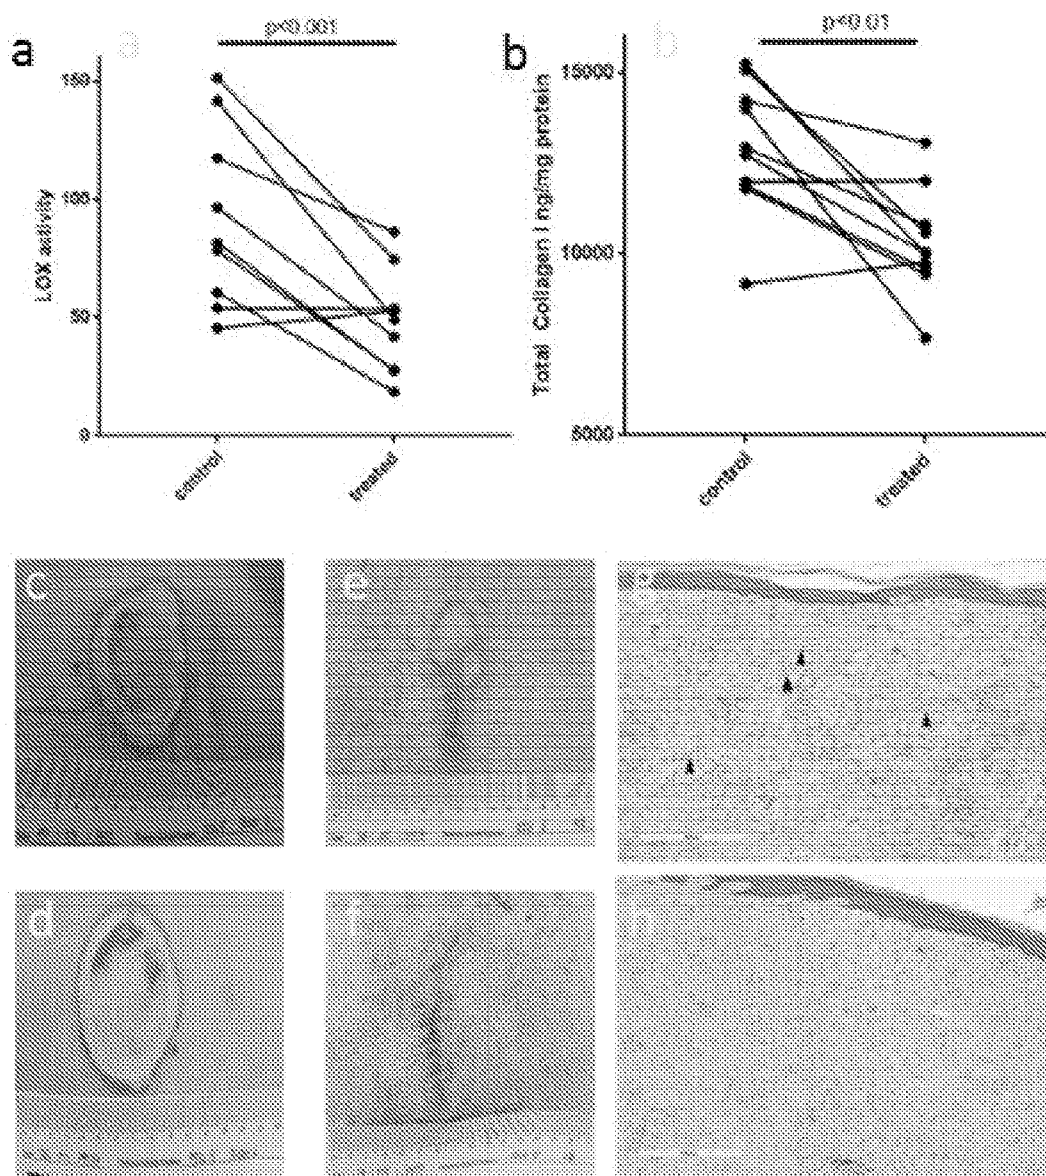 a
a
p<0.001
150
100
50
0
LOX activity
control
treated
b
b
p<0.01
15000
10000
5000
Total Collagen I ng/mg protein
control
treated
c
e
g
d
f
h